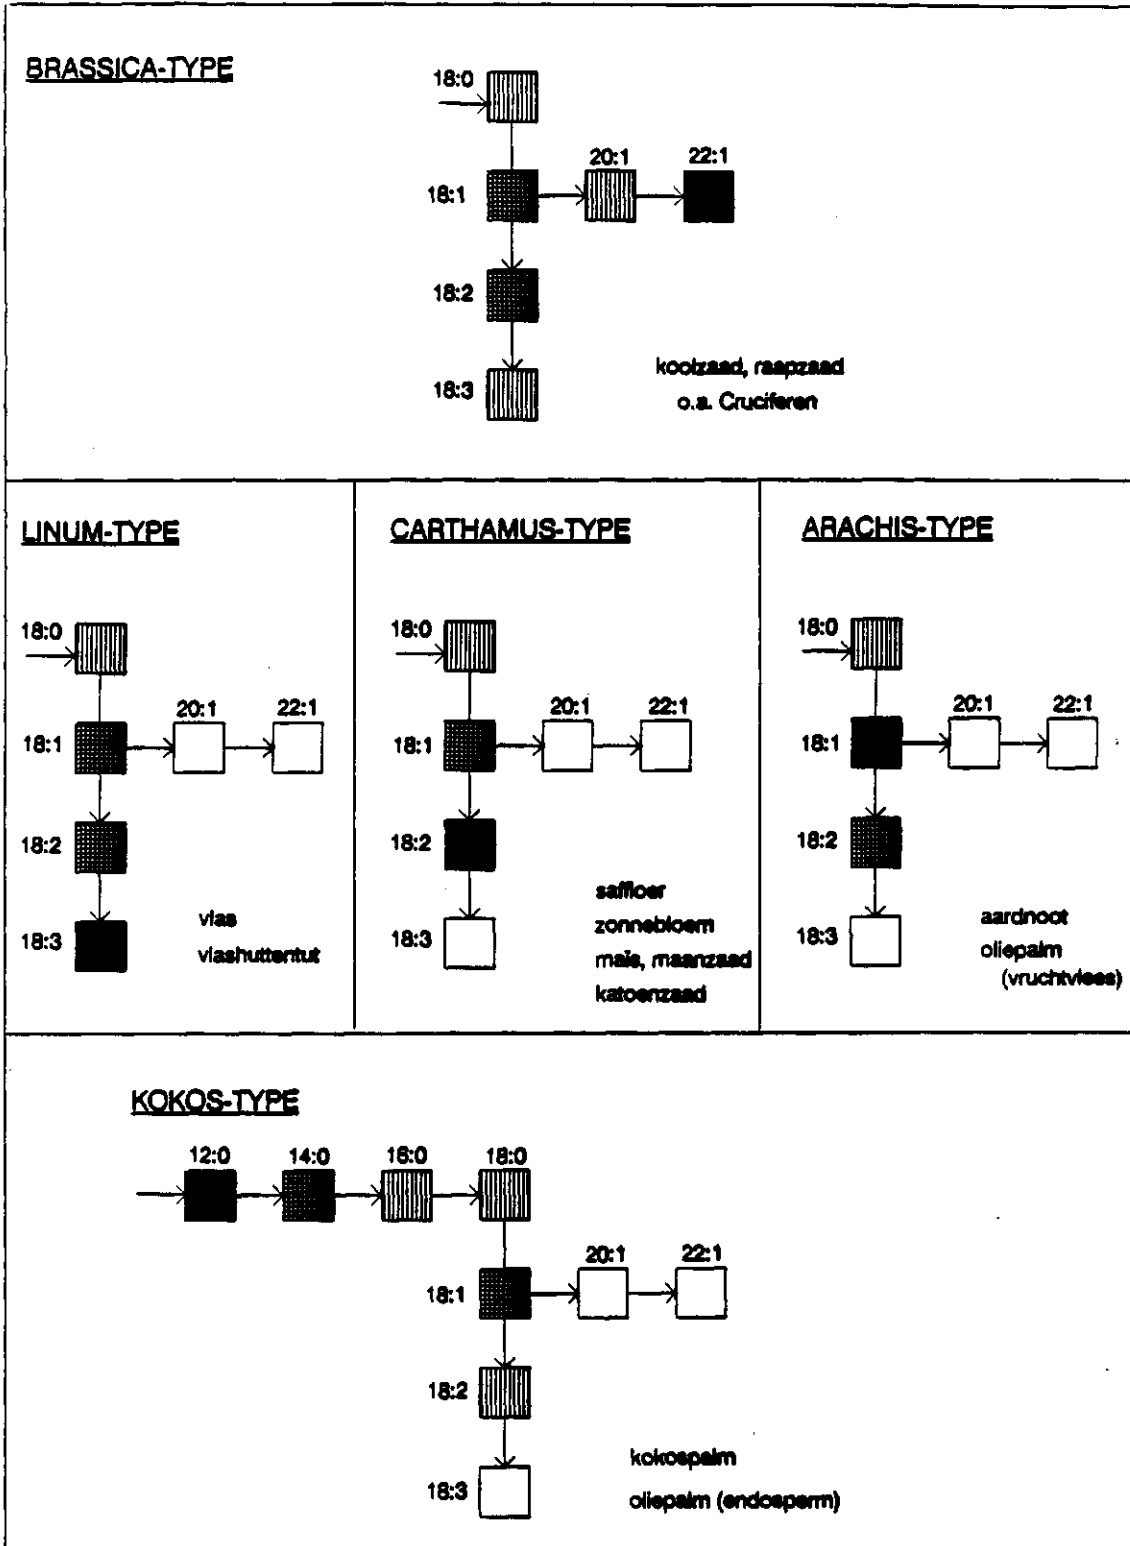 BRASSICA-TYPE
18:0
20:1 22:1
18:1
18:2
18:3
koolzaad, raapzaad
o.a. Cruciferen
LINUM-TYPE
18:0
20:1 22:1
18:1
18:2
18:3
vlas
vlashuttentut
CARTHAMUS-TYPE
18:0
20:1 22:1
18:1
18:2
18:3
saffloer
zonnebloem
maïs, maanzaad
katoenzaad
ARACHIS-TYPE
18:0
20:1 22:1
18:1
18:2
18:3
aardnoot
oliepalm
(vruchtvlees)
KOKOS-TYPE
12:0 14:0 16:0 18:0
20:1 22:1
18:1
18:2
18:3
kokospalm
oliepalm (endosperm)